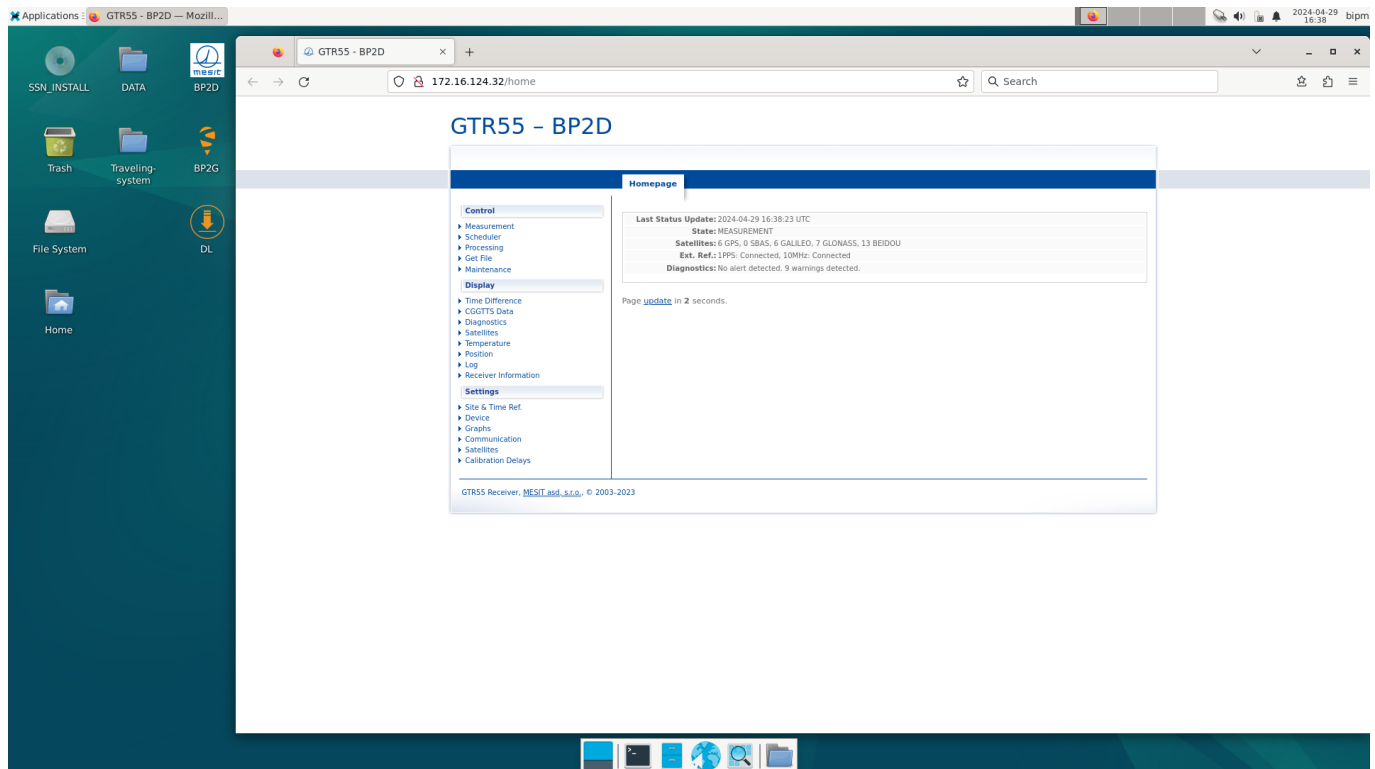 Applications
GTR55 - BP2D — Mozill...
2024-04-29
16:38
bipm
SSN_INSTALL
DATA
mesit
BP2D
Trash
Traveling-
system
BP2G
File System
DL
Home
GTR55 - BP2D
172.16.124.32/home
Search
GTR55 – BP2D
Homepage
Control
Measurement
Scheduler
Processing
Get File
Maintenance
Display
Time Difference
CGGTTS Data
Diagnostics
Satellites
Temperature
Position
Log
Receiver Information
Settings
Site & Time Ref.
Device
Graphs
Communication
Satellites
Calibration Delays
Last Status Update: 2024-04-29 16:38:23 UTC
State: MEASUREMENT
Satellites: 6 GPS, 0 SBAS, 6 GALILEO, 7 GLONASS, 13 BEIDOU
Ext. Ref.: 1PPS: Connected, 10MHz: Connected
Diagnostics: No alert detected. 9 warnings detected.
Page update in 2 seconds.
GTR55 Receiver, MESIT asd, s.r.o., © 2003–2023